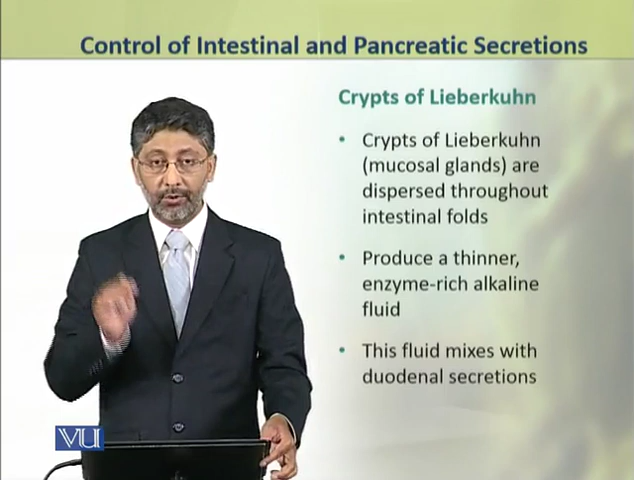 Control of Intestinal and Pancreatic Secretions
Crypts of Lieberkuhn
• Crypts of Lieberkuhn
(mucosal glands) are
dispersed throughout
intestinal folds
• Produce a thinner,
enzyme-rich alkaline
fluid
• This fluid mixes with
duodenal secretions
VU